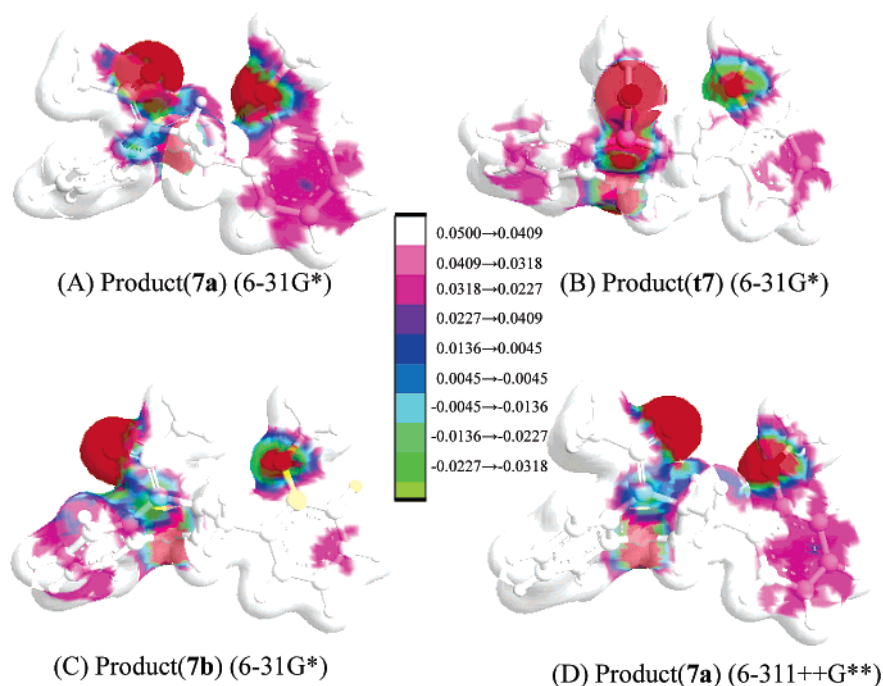 (A) Product(7a) (6-31G*)
(B) Product(t7) (6-31G*)
0.0500→0.0409
0.0409→0.0318
0.0318→0.0227
0.0227→0.0409
0.0136→0.0045
0.0045→-0.0045
-0.0045→-0.0136
-0.0136→-0.0227
-0.0227→-0.0318
(C) Product(7b) (6-31G*)
(D) Product(7a) (6-311++G**)